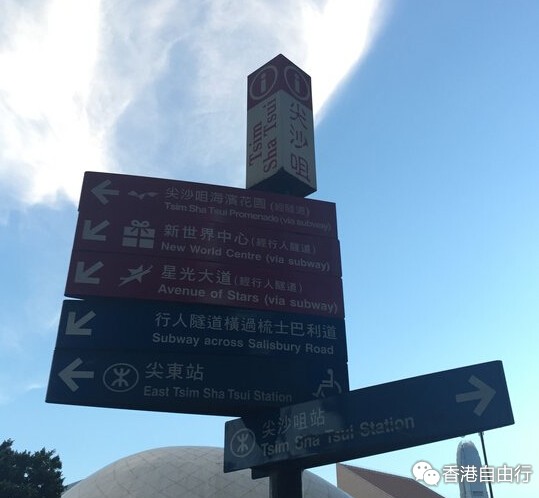 Tsim
Sha Tsui
尖沙咀
尖沙咀海濱花園(經隧道)
Tsim Sha Tsui Promenade (via subway)
新世界中心(經行人隧道)
New World Centre (via subway)
星光大道(經行人隧道)
Avenue of Stars (via subway)
行人隧道橫過梳士巴利道
Subway across Salisbury Road
尖東站
East Tsim Sha Tsui Station
尖沙咀站
Tsim Sha Tsui Station
香港自由行